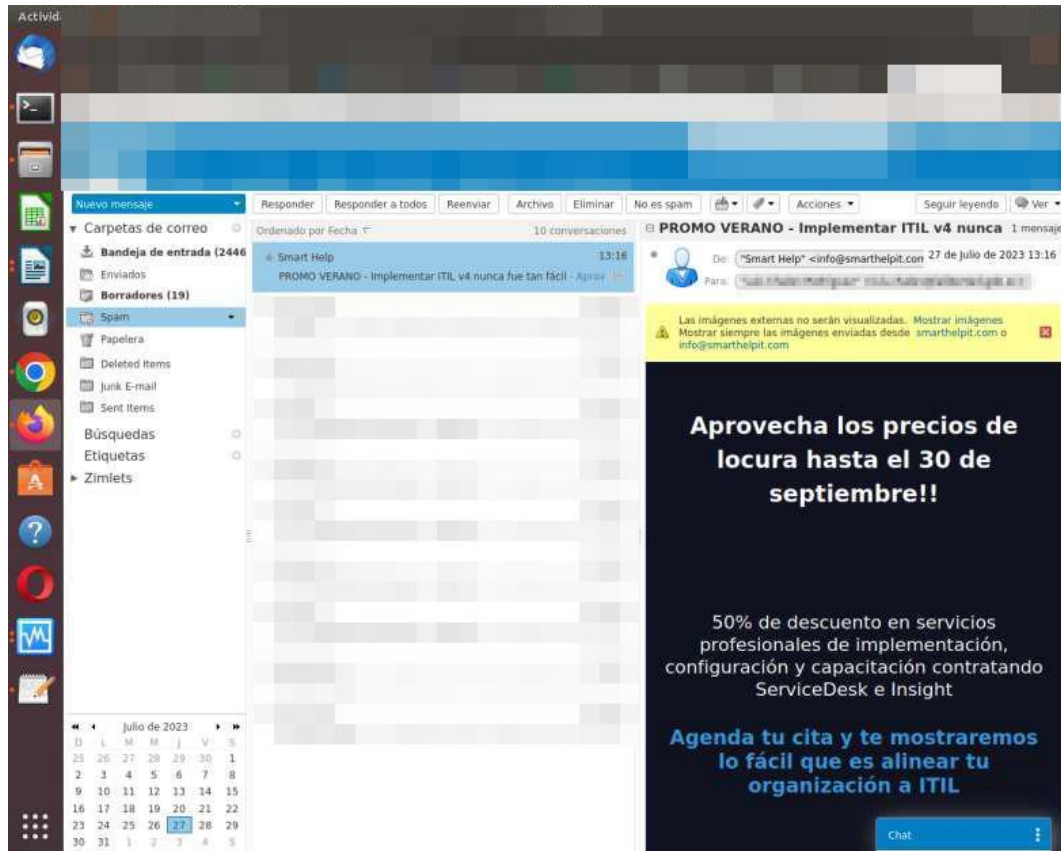 Activid
Nuevo mensaje
Carpetas de correo
Bandeja de entrada (2446
Enviados
Borradores (19)
Spam
Papelera
Deleted Items
Junk E-mail
Sent Items
Búsquedas
Etiquetas
Zimlets
Julio de 2023
D L M M J V S
25 26 27 28 29 30 1
2 3 4 5 6 7 8
9 10 11 12 13 14 15
16 17 18 19 20 21 22
23 24 25 26 27 28 29
30 31 1 2 3 4 5
Responder Responder a todos Reenviar Archivo Eliminar No es spam Acciones Seguir leyendo Ver
Ordenado por Fecha 10 conversaciones
Smart Help 13:16
PROMO VERANO - Implementar ITIL v4 nunca fue tan fácil - Aprov
PROMO VERANO - Implementar ITIL v4 nunca 1 mensaje
De: "Smart Help" <info@smarthelpit.com 27 de Julio de 2023 13:16
Para:
Las imágenes externas no serán visualizadas. Mostrar imágenes
Mostrar siempre las imágenes enviadas desde smarthelpit.com o
info@smarthelpit.com
Aprovecha los precios de
locura hasta el 30 de
septiembre!!
50% de descuento en servicios
profesionales de implementación,
configuración y capacitación contratando
ServiceDesk e Insight
Agenda tu cita y te mostraremos
lo fácil que es alinear tu
organización a ITIL
Chat